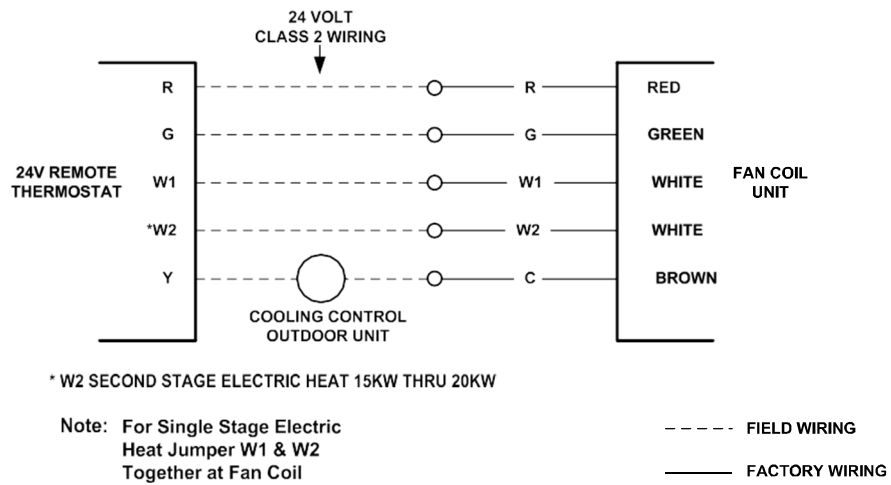 24 VOLT
CLASS 2 WIRING
R R RED
G G GREEN
24V REMOTE
THERMOSTAT
W1 W1 WHITE
FAN COIL
UNIT
*W2 W2 WHITE
Y C BROWN
COOLING CONTROL
OUTDOOR UNIT
* W2 SECOND STAGE ELECTRIC HEAT 15KW THRU 20KW
Note: For Single Stage Electric
Heat Jumper W1 & W2
Together at Fan Coil
FIELD WIRING
FACTORY WIRING